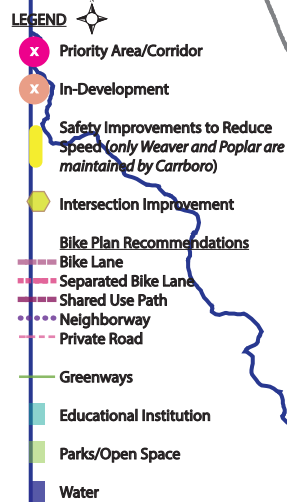 LEGEND
X Priority Area/Corridor
X In-Development
Safety Improvements to Reduce
Speed (only Weaver and Poplar are
maintained by Carrboro)
Intersection Improvement
Bike Plan Recommendations
Bike Lane
Separated Bike Lane
Shared Use Path
Neighborway
Private Road
Greenways
Educational Institution
Parks/Open Space
Water